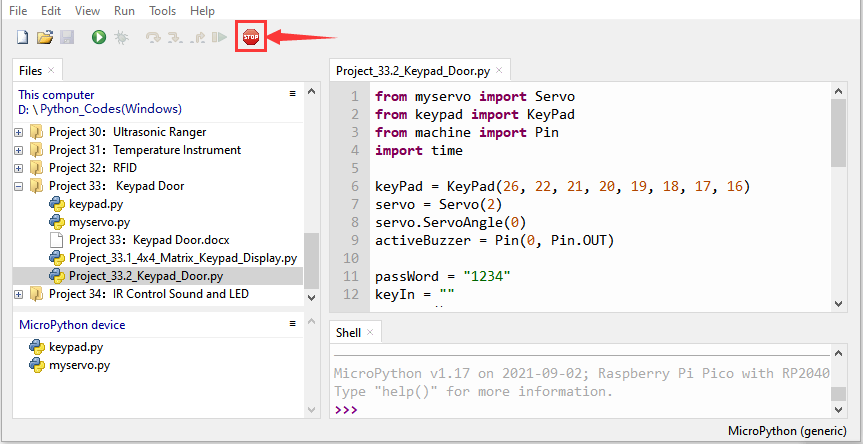 File Edit View Run Tools Help
STOP
Files
This computer
D: \Python_Codes(Windows)
Project 30：Ultrasonic Ranger
Project 31：Temperature Instrument
Project 32：RFID
Project 33： Keypad Door
keypad.py
myservo.py
Project 33：Keypad Door.docx
Project_33.1_4x4_Matrix_Keypad_Display.py
Project_33.2_Keypad_Door.py
Project 34：IR Control Sound and LED
MicroPython device
keypad.py
myservo.py
Project_33.2_Keypad_Door.py
1 from myservo import Servo
2 from keypad import KeyPad
3 from machine import Pin
4 import time
5
6 keyPad = KeyPad(26, 22, 21, 20, 19, 18, 17, 16)
7 servo = Servo(2)
8 servo.ServoAngle(0)
9 activeBuzzer = Pin(0, Pin.OUT)
10
11 passWord = "1234"
12 keyIn = ""
Shell
MicroPython v1.17 on 2021-09-02; Raspberry Pi Pico with RP2040
Type "help()" for more information.
>>>
MicroPython (generic)